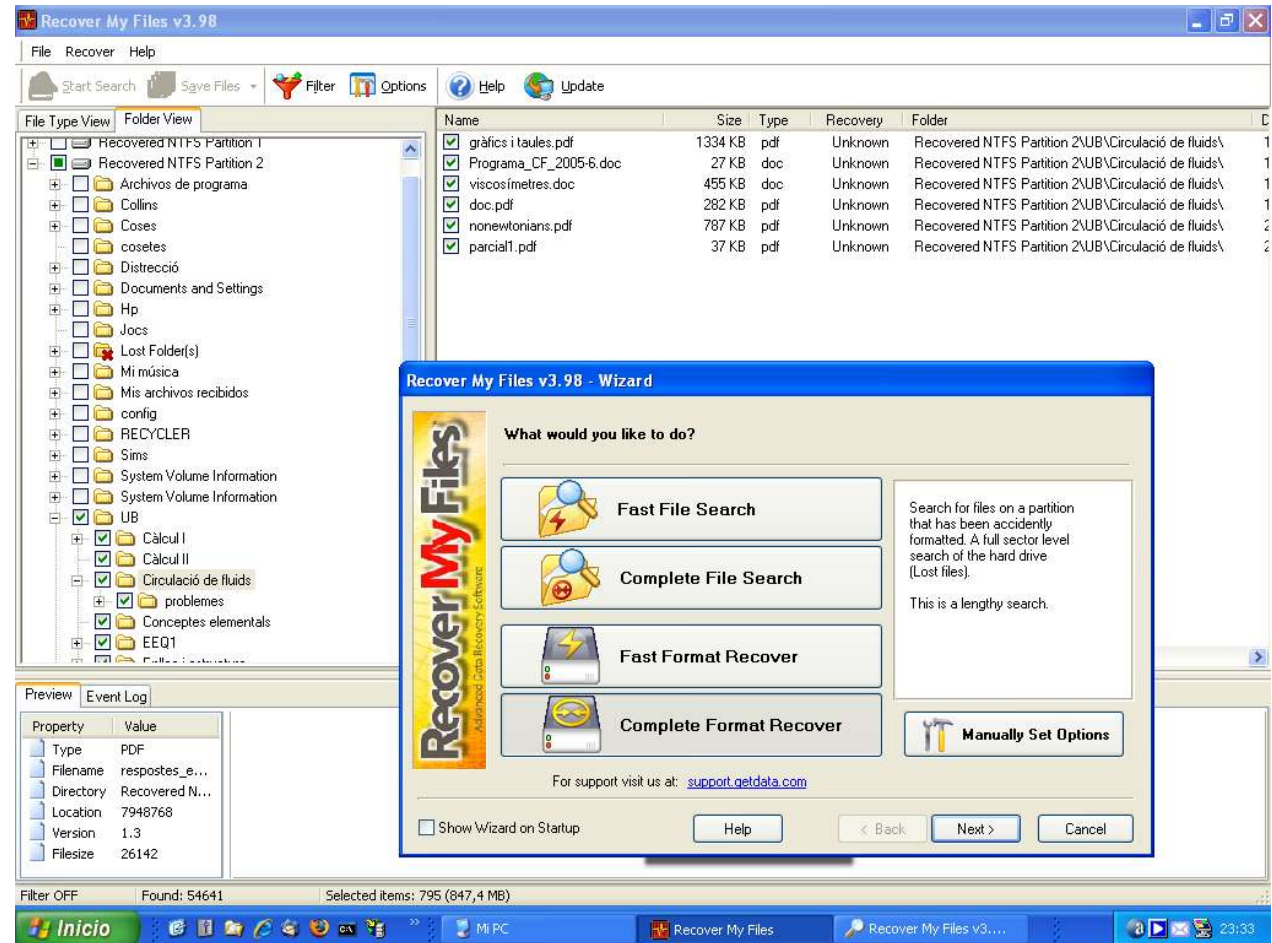 Recover My Files v3.98
File Recover Help
Start Search Save Files Filter Options Help Update
File Type View Folder View
Recovered NTFS Partition 1
Recovered NTFS Partition 2
Archivos de programa
Collins
Coses
cosetes
Distrecció
Documents and Settings
Hp
Jocs
Lost Folder(s)
Mi música
Mis archivos recibidos
config
RECYCLER
Sims
System Volume Information
System Volume Information
UB
Càlcul I
Càlcul II
Circulació de fluids
problemes
Conceptes elementals
EEQ1
Name Size Type Recovery Folder
gràfics i taules.pdf 1334 KB pdf Unknown Recovered NTFS Partition 2\UB\Circulació de fluids\
Programa_CF_2005-6.doc 27 KB doc Unknown Recovered NTFS Partition 2\UB\Circulació de fluids\
viscosímetres.doc 455 KB doc Unknown Recovered NTFS Partition 2\UB\Circulació de fluids\
doc.pdf 282 KB pdf Unknown Recovered NTFS Partition 2\UB\Circulació de fluids\
nonewtonians.pdf 787 KB pdf Unknown Recovered NTFS Partition 2\UB\Circulació de fluids\
parcial1.pdf 37 KB pdf Unknown Recovered NTFS Partition 2\UB\Circulació de fluids\
Recover My Files v3.98 - Wizard
Recover My Files
Advanced Data Recovery Software
What would you like to do?
Fast File Search
Complete File Search
Fast Format Recover
Complete Format Recover
Search for files on a partition
that has been accidently
formatted. A full sector level
search of the hard drive
(Lost files).
This is a lengthy search.
Manually Set Options
For support visit us at: support.getdata.com
Show Wizard on Startup Help < Back Next > Cancel
Preview Event Log
Property Value
Type PDF
Filename respostes_e...
Directory Recovered N...
Location 7948768
Version 1.3
Filesize 26142
Filter OFF Found: 54641 Selected items: 795 (847,4 MB)
Inicio Mi PC Recover My Files Recover My Files v3.... 23:33